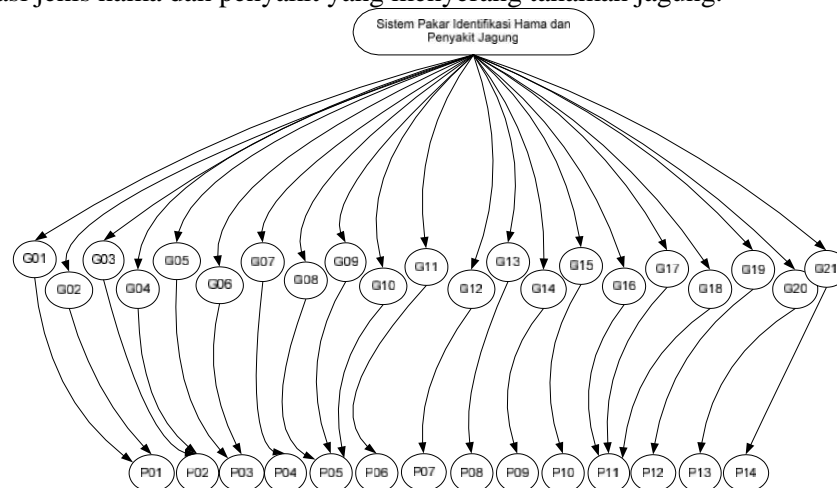 Sistem Pakar Identifikasi Hama dan
Penyakit Jagung
G01
G02
G03
G04
G05
G06
G07
G08
G09
G10
G11
G12
G13
G14
G15
G16
G17
G18
G19
G20
G21
P01
P02
P03
P04
P05
P06
P07
P08
P09
P10
P11
P12
P13
P14